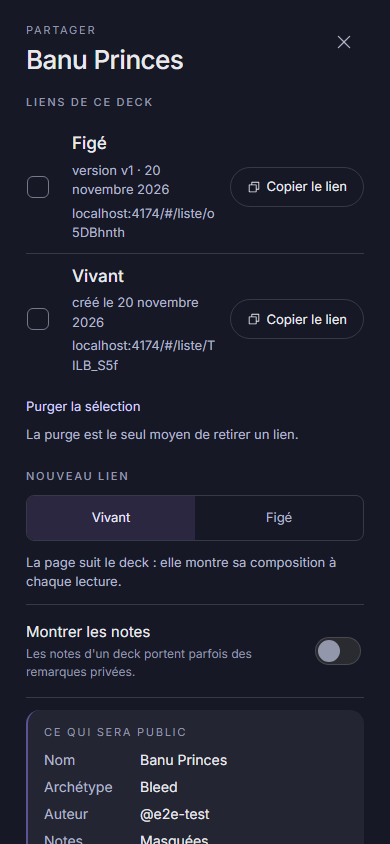 PARTAGER
Banu Princes
LIENS DE CE DECK
Figé
version v1 · 20
novembre 2026
localhost:4174/#/liste/o
5DBhnth
Copier le lien
Vivant
créé le 20 novembre
2026
localhost:4174/#/liste/T
ILB_S5f
Copier le lien
Purger la sélection
La purge est le seul moyen de retirer un lien.
NOUVEAU LIEN
Vivant
Figé
La page suit le deck : elle montre sa composition à
chaque lecture.
Montrer les notes
Les notes d'un deck portent parfois des
remarques privées.
CE QUI SERA PUBLIC
Nom Banu Princes
Archétype Bleed
Auteur @e2e-test
Notes Masquées